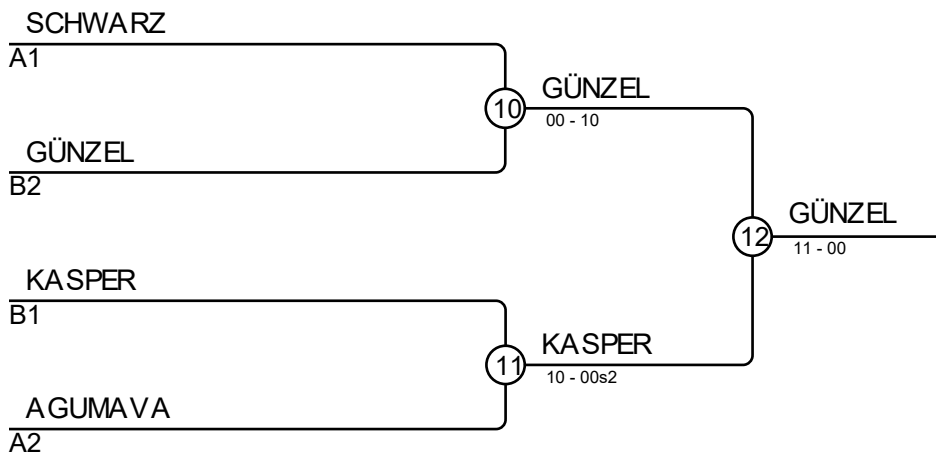 SCHWARZ
A1
10
GÜNZEL
00 - 10
GÜNZEL
B2
12
GÜNZEL
11 - 00
KASPER
B1
11
KASPER
10 - 00s2
AGUMAVA
A2